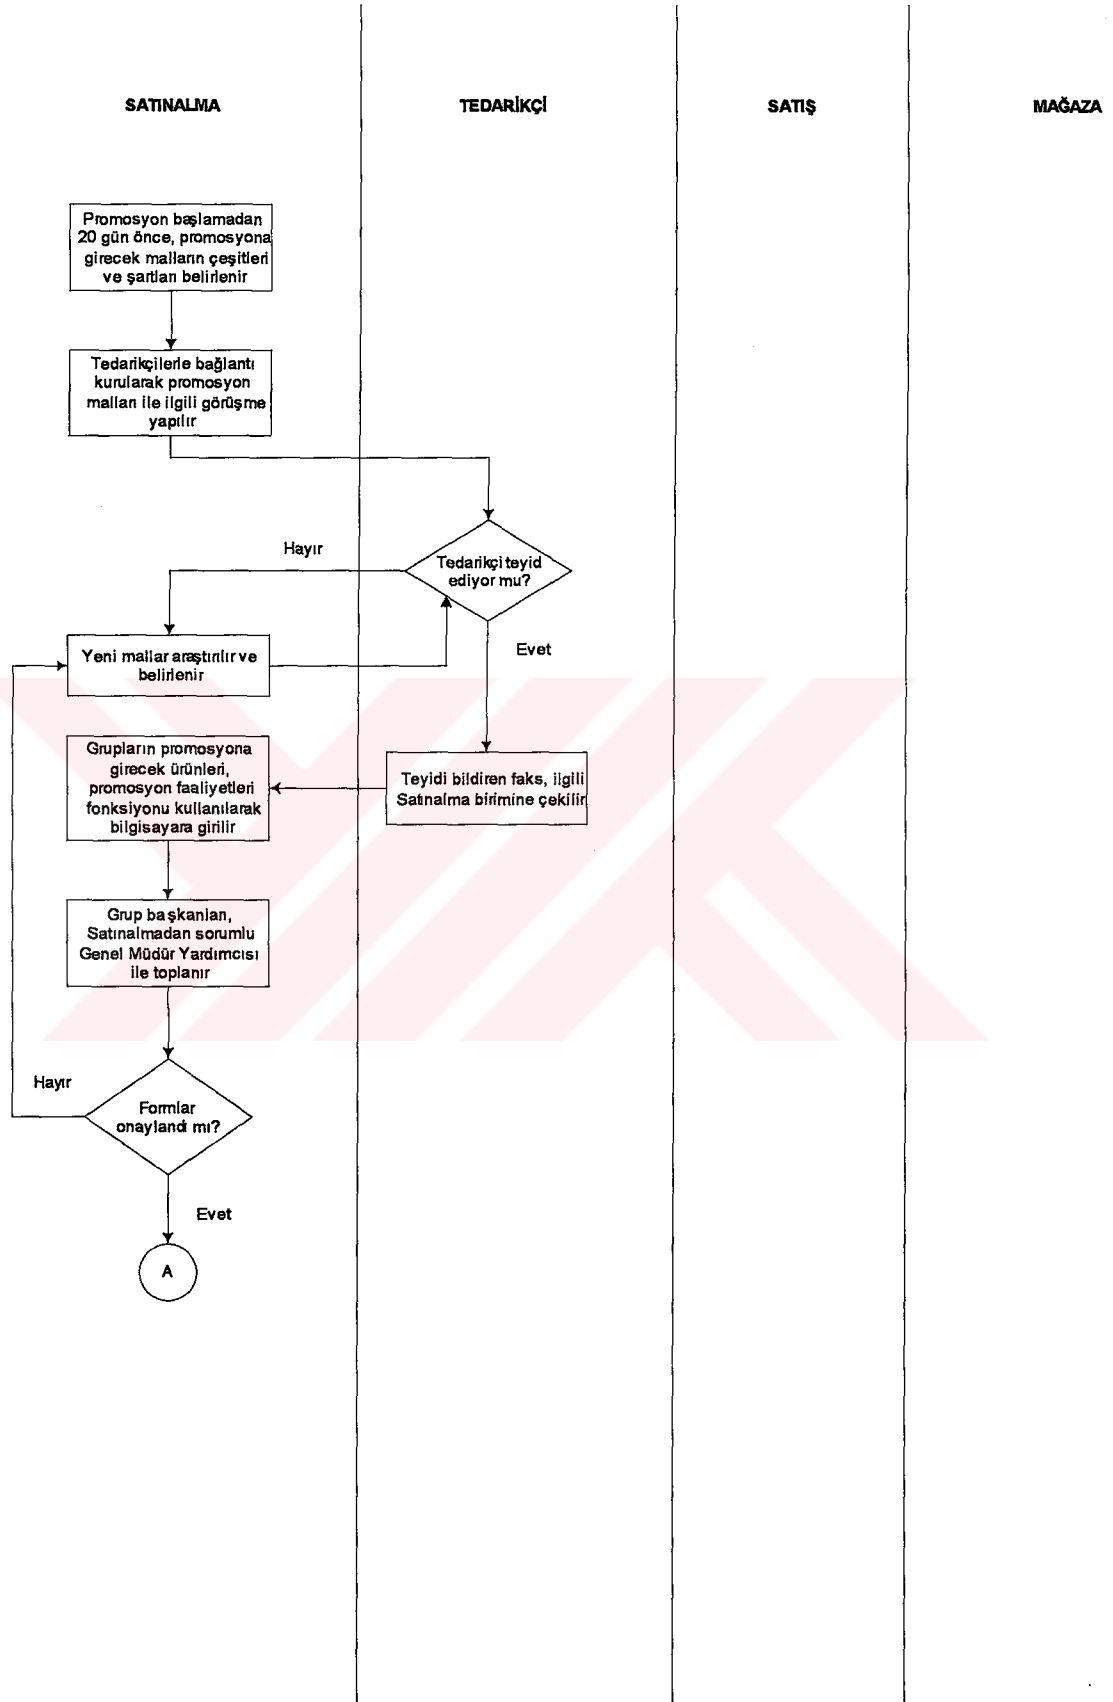 SATINALMA
TEDARİKÇİ
SATIŞ
MAĞAZA
Promosyon başlamadan
20 gün önce, promosyona
girecek malların çeşitleri
ve şartları belirlenir
Tedarikçilerle bağlantı
kurularak promosyon
malları ile ilgili görüşme
yapılır
Hayır
Tedarikçi teyid
ediyor mu?
Evet
Yeni mallar araştırılır ve
belirlenir
Grupların promosyona
girecek ürünleri,
promosyon faaliyetleri
fonksiyonu kullanılarak
bilgisayara girilir
Teyidi bildiren faks, ilgili
Satınalma birimine çekilir
Grup başkanları,
Satınalmadan sorumlu
Genel Müdür Yardımcısı
ile toplanır
Hayır
Formlar
onaylandı mı?
Evet
A